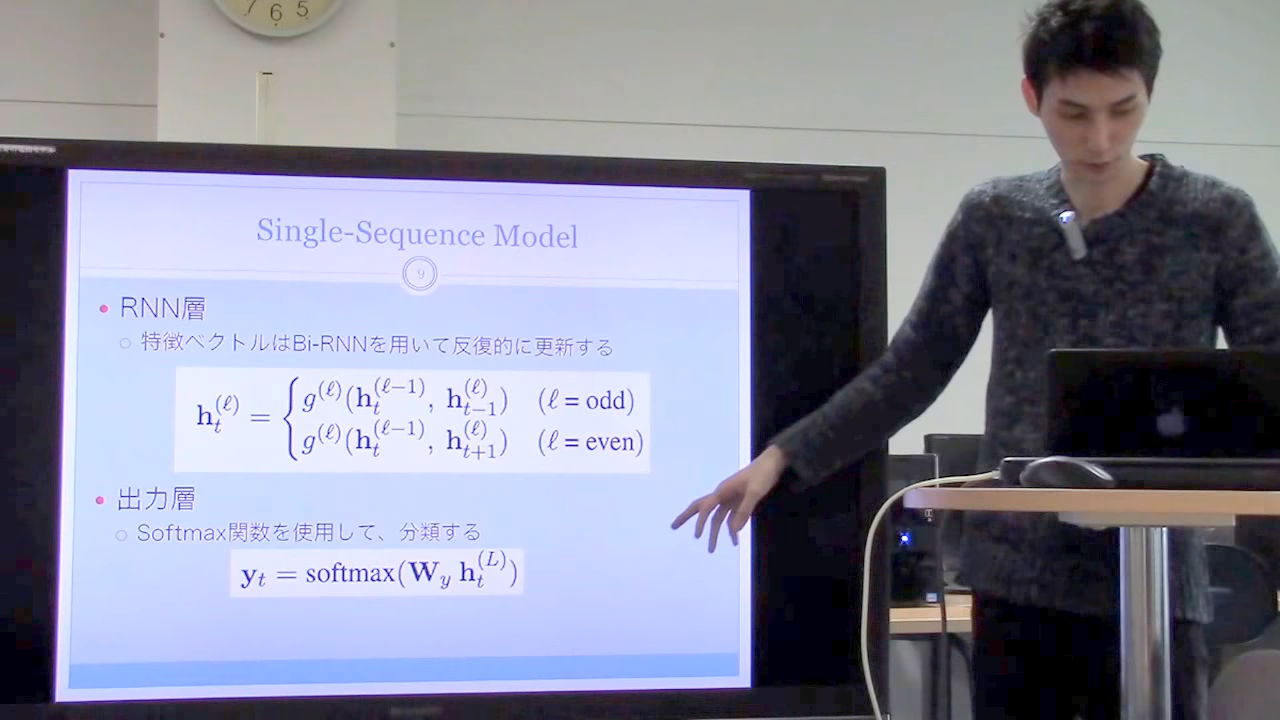 7 6 5
Single-Sequence Model
9
• RNN層
○ 特徴ベクトルはBi-RNNを用いて反復的に更新する
h_t^{(ℓ)} = { g^{(ℓ)}(h_t^{(ℓ−1)}, h_{t−1}^{(ℓ)}) (ℓ = odd)
g^{(ℓ)}(h_t^{(ℓ−1)}, h_{t+1}^{(ℓ)}) (ℓ = even)
• 出力層
○ Softmax関数を使用して、分類する
y_t = softmax(W_y h_t^{(L)})